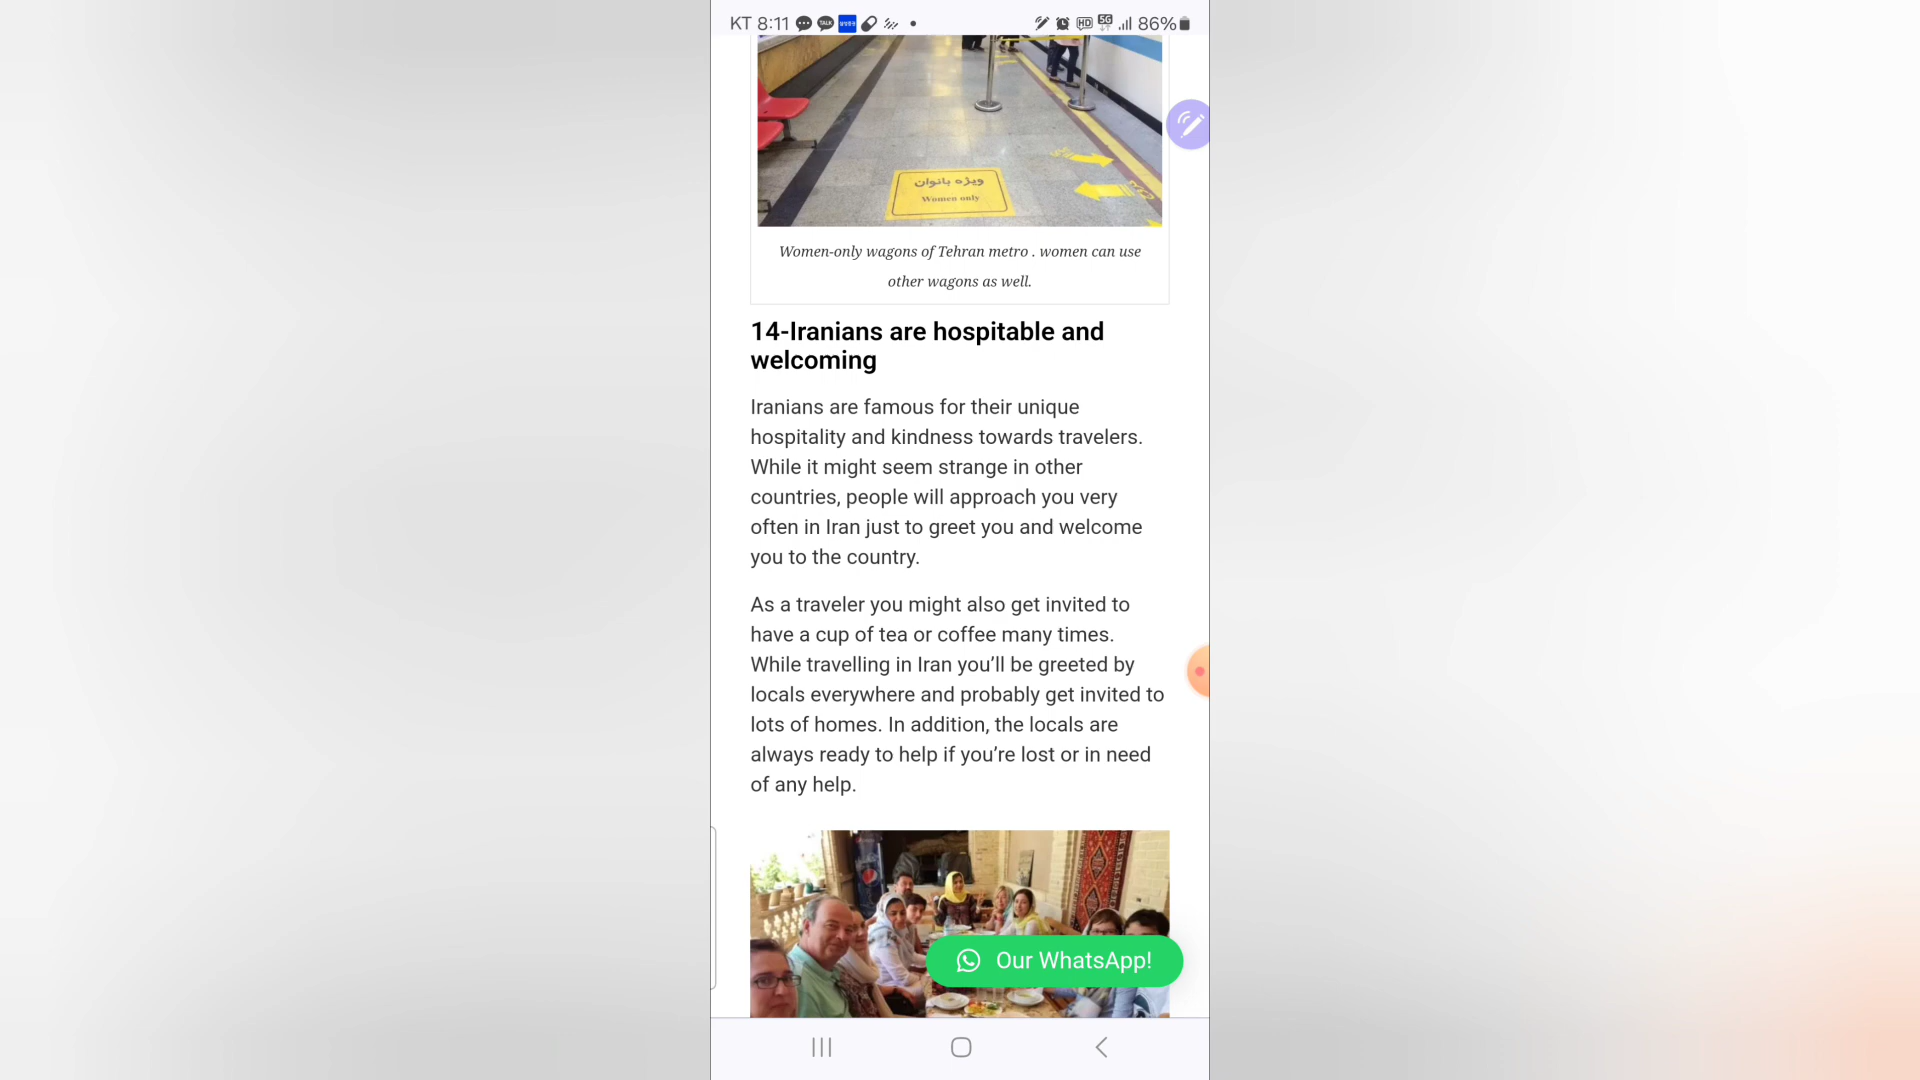 KT 8:11 HD 5G 86%
ویژه بانوان
Women only
Women-only wagons of Tehran metro . women can use
other wagons as well.
14-Iranians are hospitable and
welcoming
Iranians are famous for their unique
hospitality and kindness towards travelers.
While it might seem strange in other
countries, people will approach you very
often in Iran just to greet you and welcome
you to the country.
As a traveler you might also get invited to
have a cup of tea or coffee many times.
While travelling in Iran you’ll be greeted by
locals everywhere and probably get invited to
lots of homes. In addition, the locals are
always ready to help if you’re lost or in need
of any help.
Our WhatsApp!